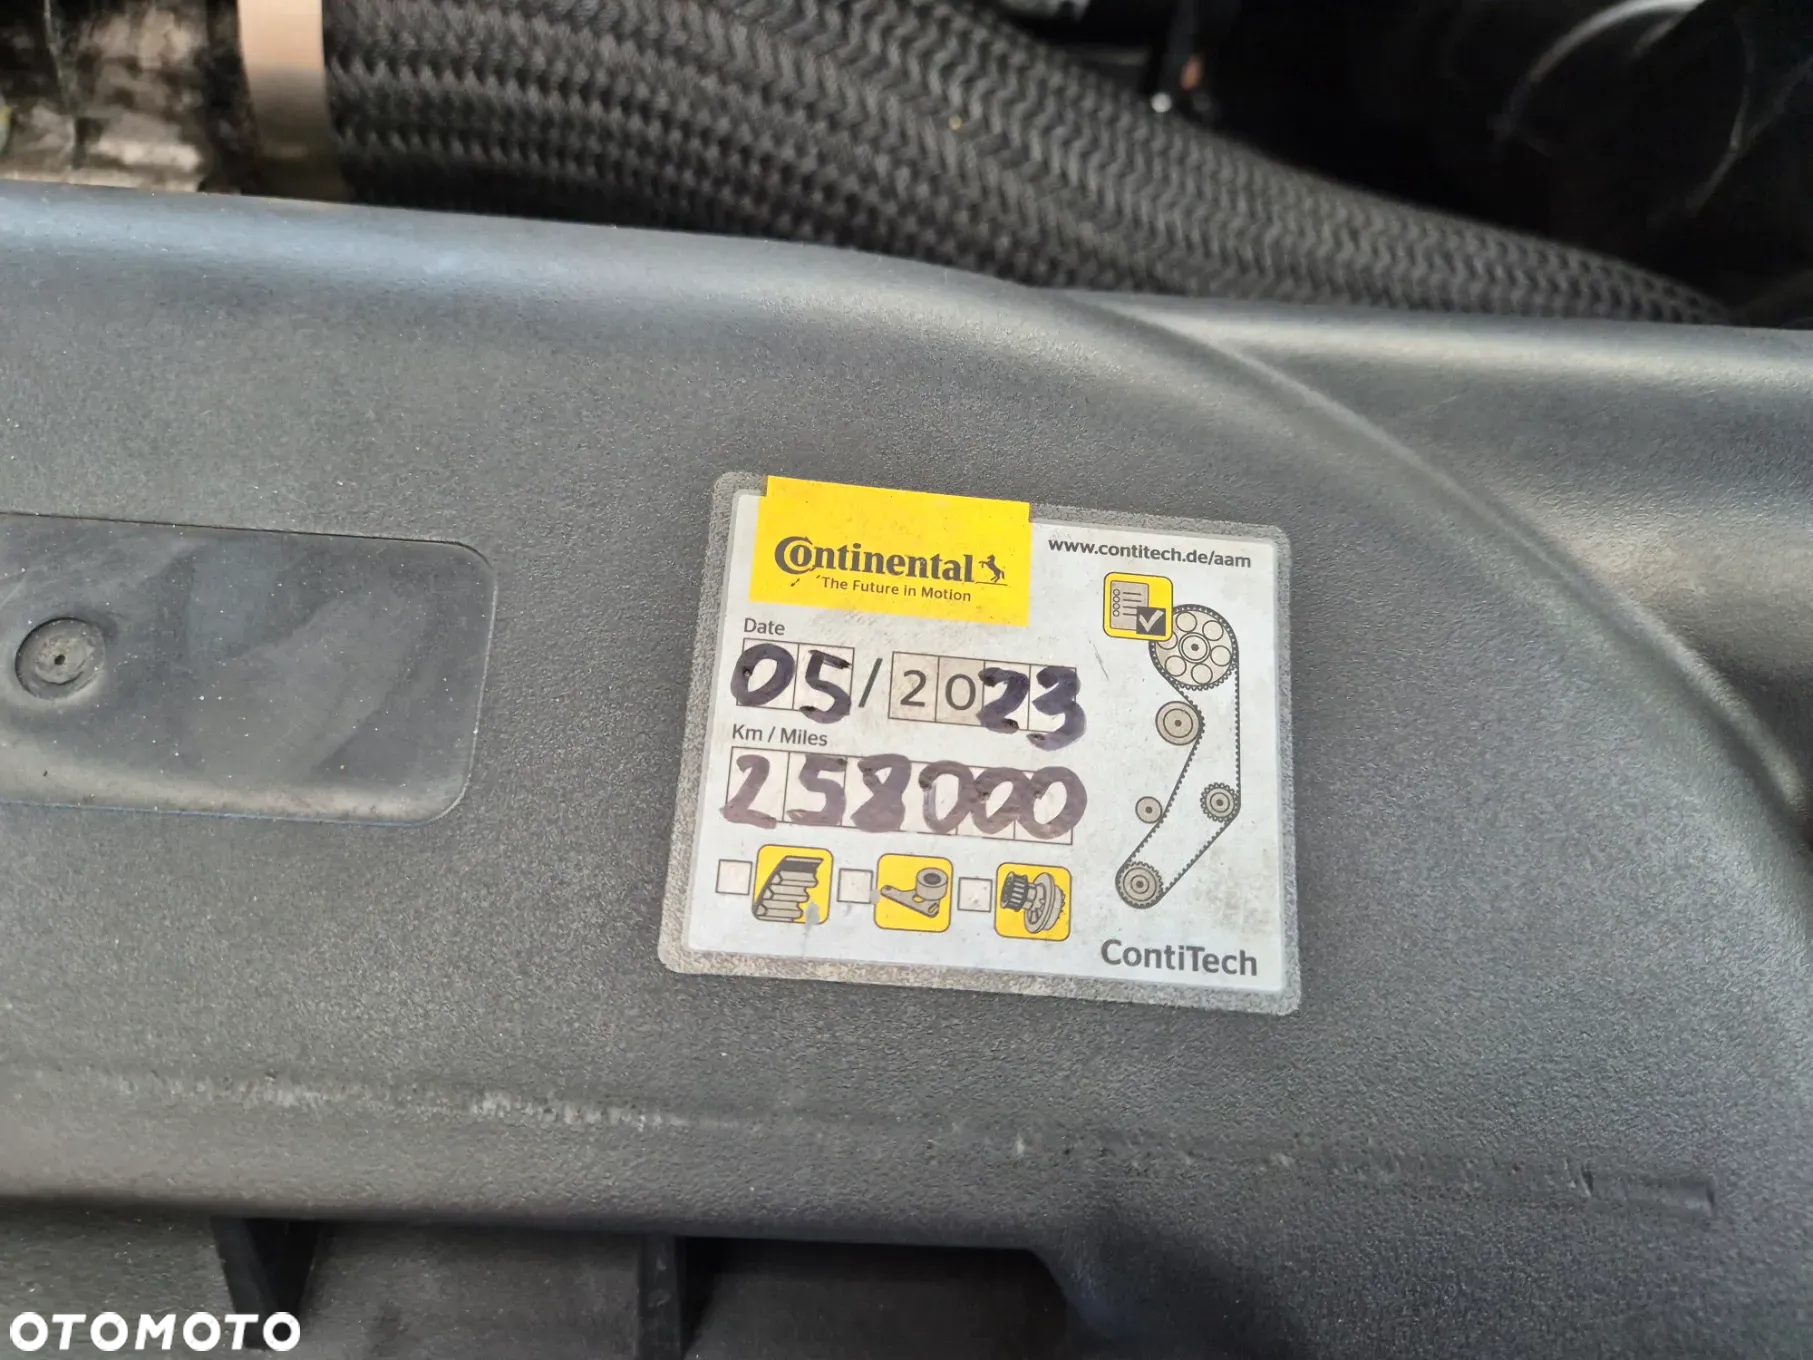 Continental
The Future in Motion
www.contitech.de/aam
Date
05/2023
Km / Miles
258000
ContiTech
OTOMOTO